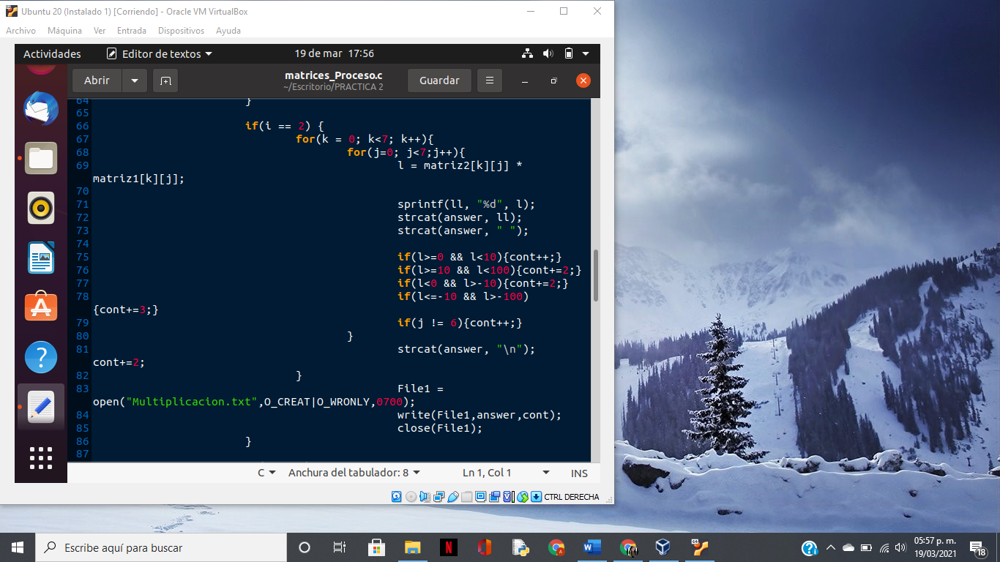 Ubuntu 20 (Instalado 1) [Corriendo] - Oracle VM VirtualBox
Archivo Máquina Ver Entrada Dispositivos Ayuda
Actividades Editor de textos 19 de mar 17:56
Abrir matrices_Proceso.c Guardar
~/Escritorio/PRACTICA 2
64 }
65
66 if(i == 2) {
67 for(k = 0; k<7; k++){
68 for(j=0; j<7;j++){
69 l = matriz2[k][j] *
matriz1[k][j];
70
71 sprintf(ll, "%d", l);
72 strcat(answer, ll);
73 strcat(answer, " ");
74
75 if(l>=0 && l<10){cont++;}
76 if(l>=10 && l<100){cont+=2;}
77 if(l<0 && l>-10){cont+=2;}
78 if(l<=-10 && l>-100)
{cont+=3;}
79 if(j != 6){cont++;}
80 }
81 strcat(answer, "\n");
cont+=2;
82 }
83 File1 =
open("Multiplicacion.txt",O_CREAT|O_WRONLY,0700);
84 write(File1,answer,cont);
85 close(File1);
86 }
87
C Anchura del tabulador: 8 Ln 1, Col 1 INS
CTRL DERECHA
Escribe aquí para buscar
05:57 p. m.
19/03/2021
18